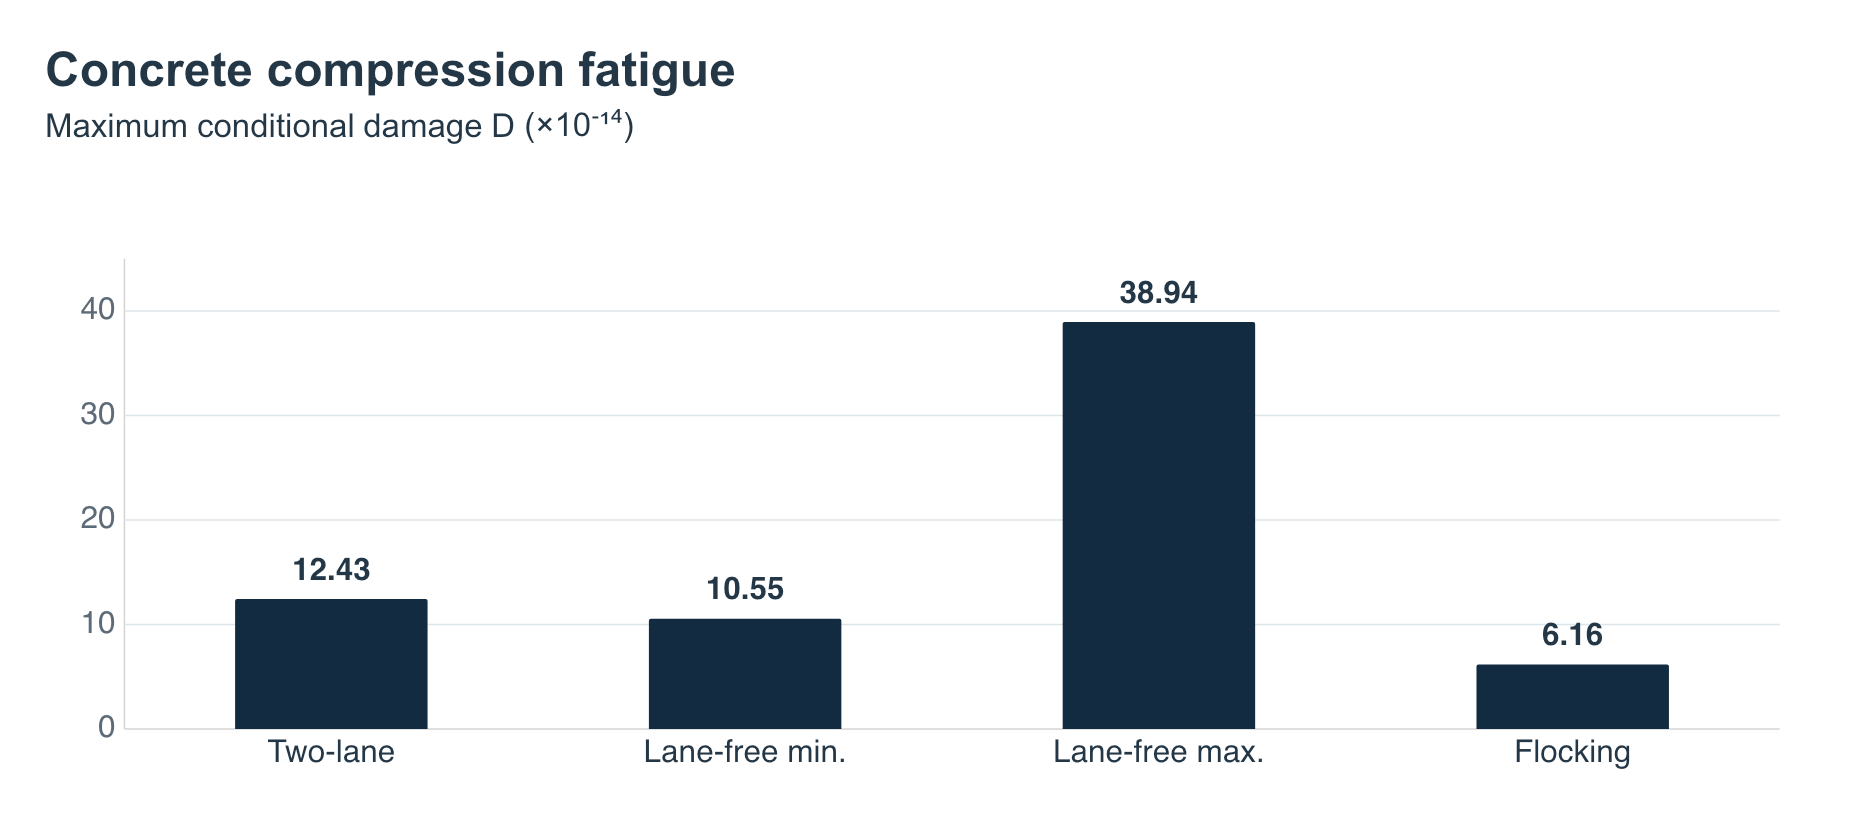 Concrete compression fatigue
Maximum conditional damage D (×10⁻¹⁴)
40
30
20
10
0
12.43
10.55
38.94
6.16
Two-lane
Lane-free min.
Lane-free max.
Flocking